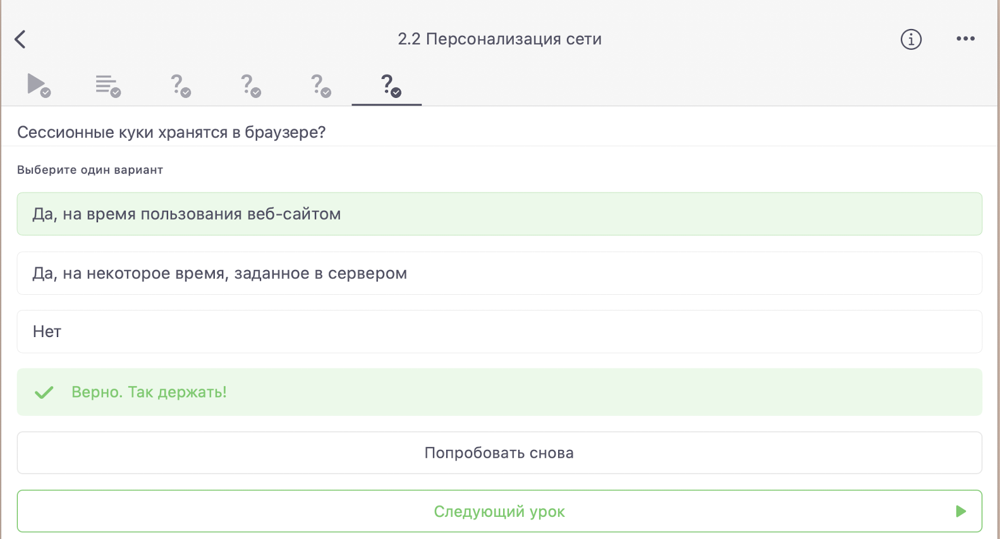 2.2 Персонализация сети
Сессионные куки хранятся в браузере?
Выберите один вариант
Да, на время пользования веб-сайтом
Да, на некоторое время, заданное в сервером
Нет
Верно. Так держать!
Попробовать снова
Следующий урок